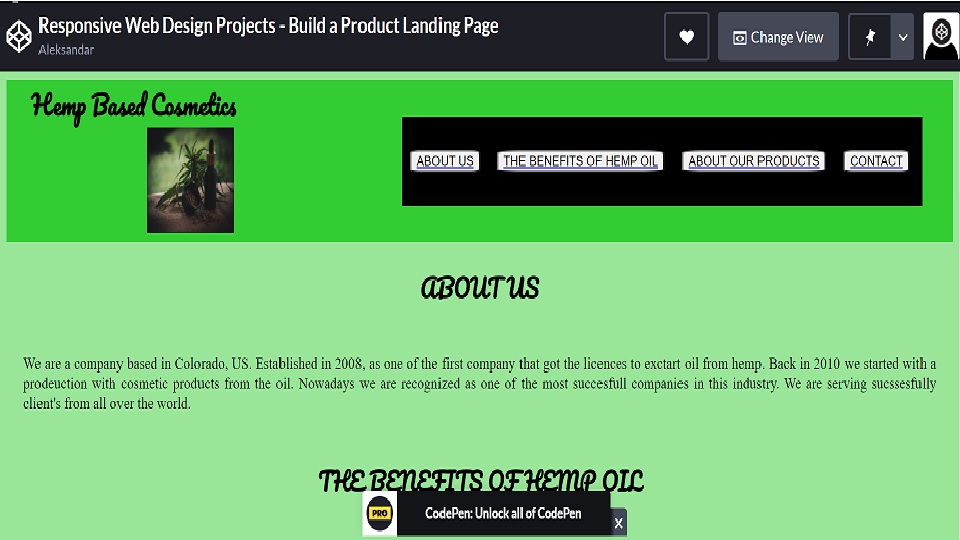 Responsive Web Design Projects - Build a Product Landing Page
Aleksandar
Change View
Hemp Based Cosmetics
ABOUT US
THE BENEFITS OF HEMP OIL
ABOUT OUR PRODUCTS
CONTACT
ABOUT US
We are a company based in Colorado, US. Established in 2008, as one of the first company that got the licences to exctart oil from hemp. Back in 2010 we started with a
prodeuction with cosmetic products from the oil. Nowadays we are recognized as one of the most succesfull companies in this industry. We are serving sucssesfully
client's from all over the world.
THE BENEFITS OF HEMP OIL
PRO
CodePen: Unlock all of CodePen
X